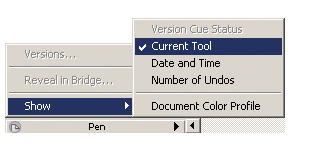 Versions...
Reveal in Bridge...
Show
Version Cue Status
Current Tool
Date and Time
Number of Undos
Document Color Profile
Pen